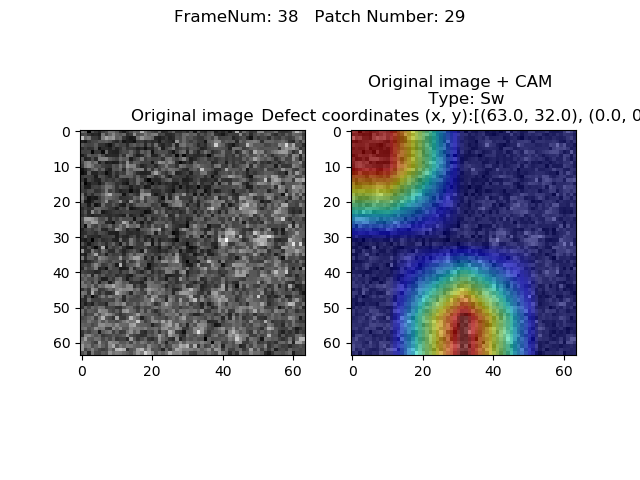 FrameNum: 38   Patch Number: 29
Original image + CAM
Type: Sw
Original image
Defect coordinates (x, y):[(63.0, 32.0), (0.0, 0
0
10
20
30
40
50
60
0 20 40 60
0
10
20
30
40
50
60
0 20 40 60